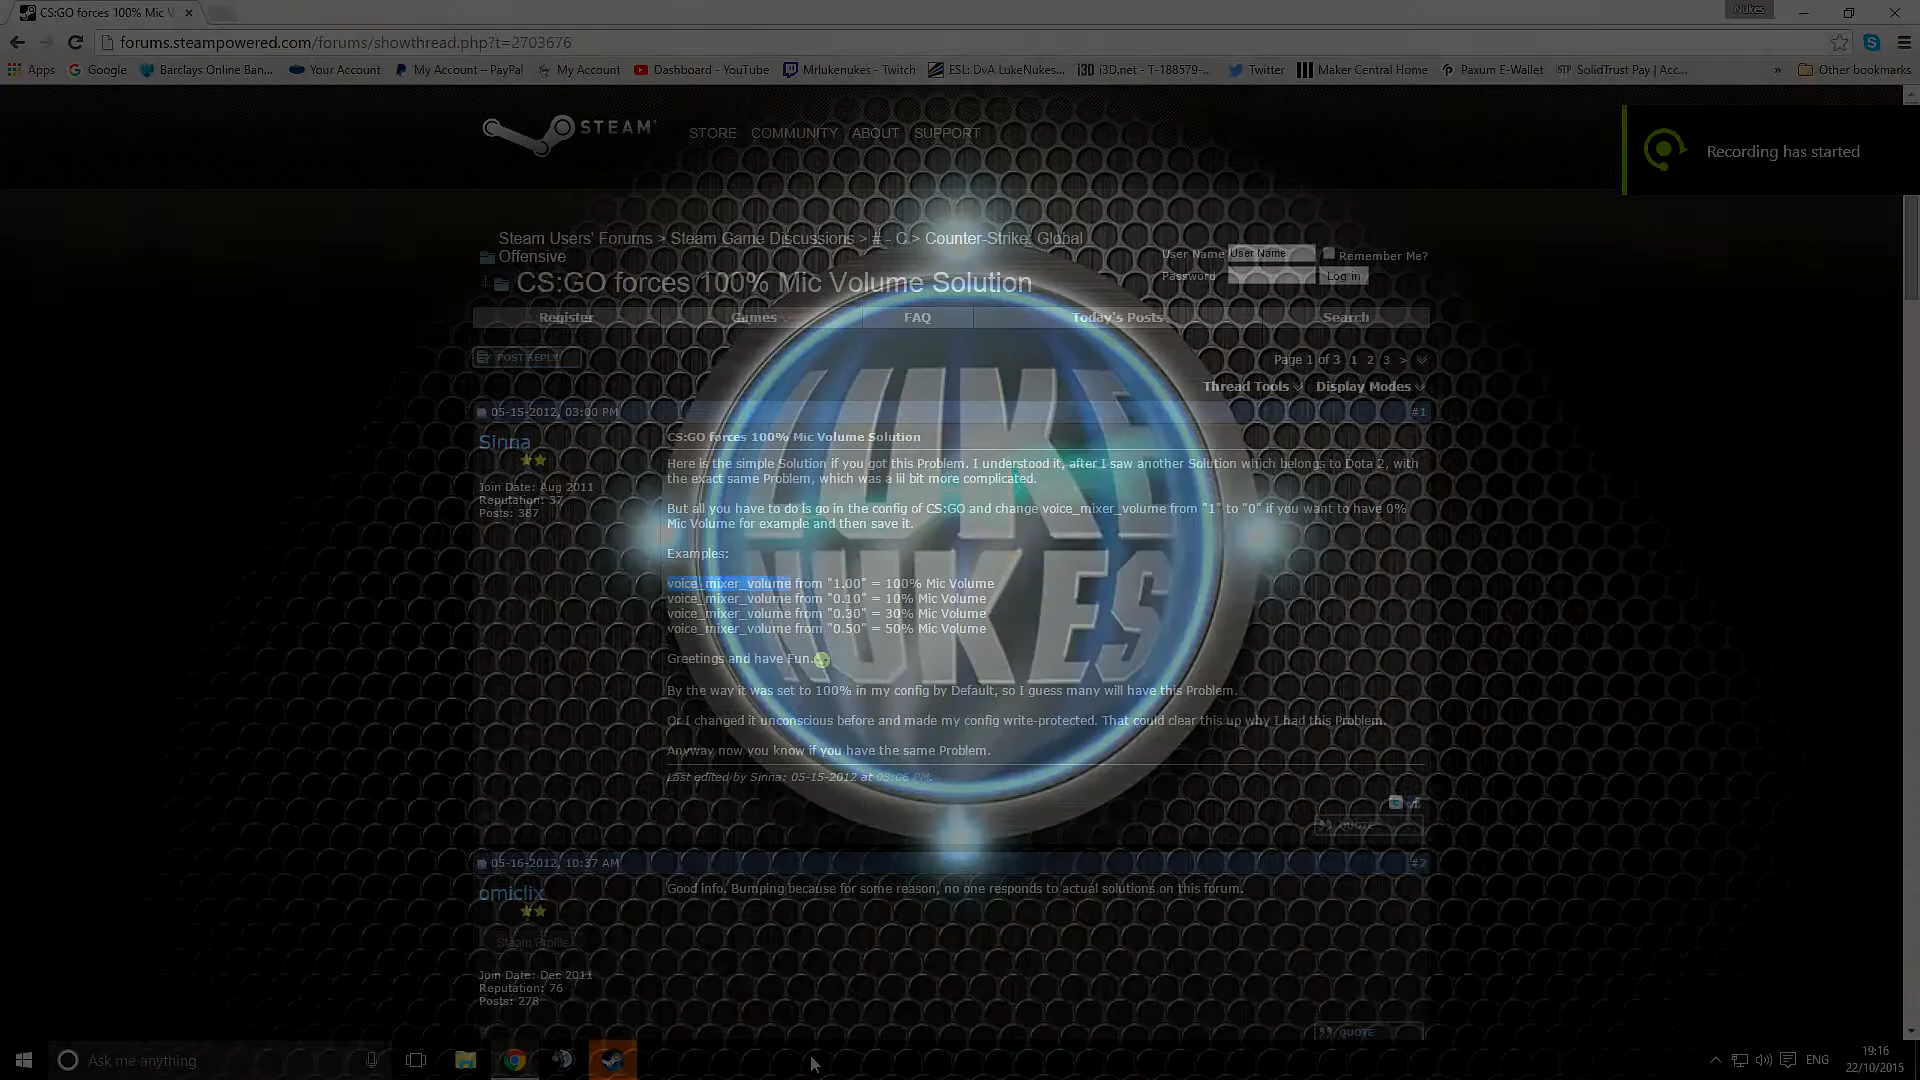 CS:GO forces 100% Mic V
Nukes
forums.steampowered.com/forums/showthread.php?t=2703676
Apps Google Barclays Online Ban... Your Account My Account – PayPal My Account Dashboard - YouTube Mrlukenukes - Twitch ESL: DvA LukeNukes... i3D.net - T-188579-... Twitter Maker Central Home Paxum E-Wallet SolidTrust Pay | Acc... » Other bookmarks
STEAM
STORE COMMUNITY ABOUT SUPPORT
Recording has started
Steam Users' Forums > Steam Game Discussions > # - C > Counter-Strike: Global
Offensive
CS:GO forces 100% Mic Volume Solution
User Name User Name Remember Me?
Password Log in
Register Games FAQ Today's Posts Search
POST REPLY
Page 1 of 3 1 2 3 >
Thread Tools Display Modes
05-15-2012, 03:00 PM #1
Sinna
Join Date: Aug 2011
Reputation: 37
Posts: 387
CS:GO forces 100% Mic Volume Solution
Here is the simple Solution if you got this Problem. I understood it, after I saw another Solution which belongs to Dota 2, with
the exact same Problem, which was a lil bit more complicated.
But all you have to do is go in the config of CS:GO and change voice_mixer_volume from "1" to "0" if you want to have 0%
Mic Volume for example and then save it.
Examples:
voice_mixer_volume from "1.00" = 100% Mic Volume
voice_mixer_volume from "0.10" = 10% Mic Volume
voice_mixer_volume from "0.30" = 30% Mic Volume
voice_mixer_volume from "0.50" = 50% Mic Volume
Greetings and have Fun.
By the way it was set to 100% in my config by Default, so I guess many will have this Problem.
Or I changed it unconscious before and made my config write-protected. That could clear this up why I had this Problem.
Anyway now you know if you have the same Problem.
Last edited by Sinna: 05-15-2012 at 03:06 PM.
QUOTE
LUKE
NUKES
05-16-2012, 10:37 AM #2
omiclix
Steam Profile
Join Date: Dec 2011
Reputation: 76
Posts: 278
Good info. Bumping because for some reason, no one responds to actual solutions on this forum.
QUOTE
Ask me anything
ENG
19:16
22/10/2015